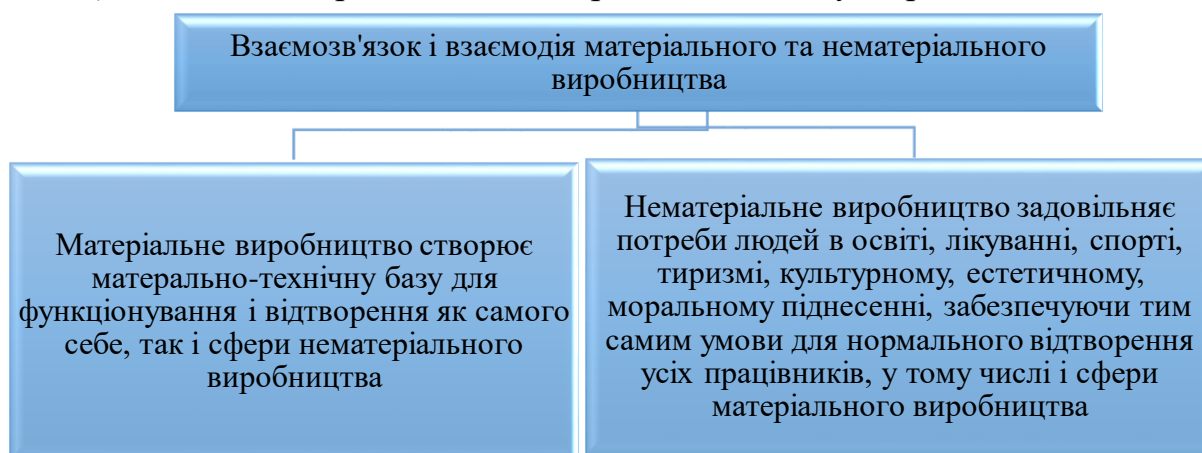 Взаємозв'язок і взаємодія матеріального та нематеріального
виробництва
Матеріальне виробництво створює
матерально-технічну базу для
функціонування і відтворення як самого
себе, так і сфери нематеріального
виробництва
Нематеріальне виробництво задовільняє
потреби людей в освіті, лікуванні, спорті,
тиризмі, культурному, естетичному,
моральному піднесенні, забезпечуючи тим
самим умови для нормального відтворення
усіх працівників, у тому числі і сфери
матеріального виробництва